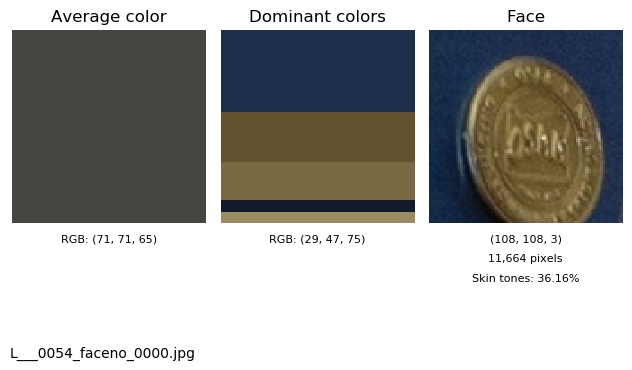 Average color
Dominant colors
Face
RGB: (71, 71, 65)
RGB: (29, 47, 75)
(108, 108, 3)
11,664 pixels
Skin tones: 36.16%
L___0054_faceno_0000.jpg